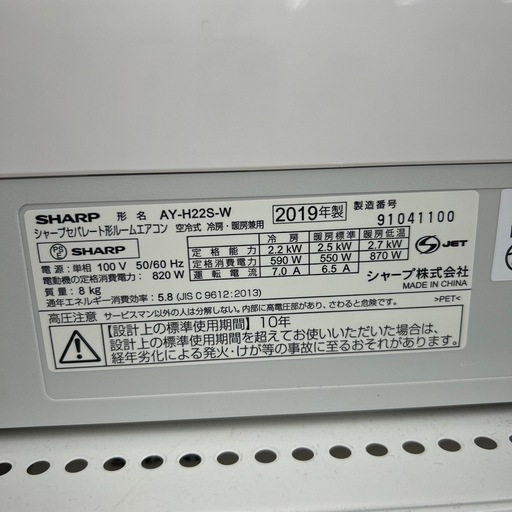 SHARP 形名 AY-H22S-W 2019年製 製造番号
シャープセパレート形ルームエアコン 空冷式 冷房・暖房兼用 91041100
PS E SHARP
冷房 暖房標準 暖房低温
定格能力 2.2 kW 2.5 kW 2.7 kW
定格消費電力 590 W 550 W 870 W
運転電流 7.0 A 6.5 A
S JET
電源:単相 100 V 50/60 Hz
電動機の定格消費電力: 820 W
質量:8 kg
シャープ株式会社
MADE IN CHINA
通年エネルギー消費効率:5.8 (JIS C 9612:2013)
>PET<
高圧注意 サービスマン以外の人は分解しないでください。内部に高電圧部があり、さわると危険です。
【設計上の標準使用期間】10年
設計上の標準使用期間を超えてお使いいただいた場合は、
経年劣化による発火・けが等の事故に至るおそれがあります。